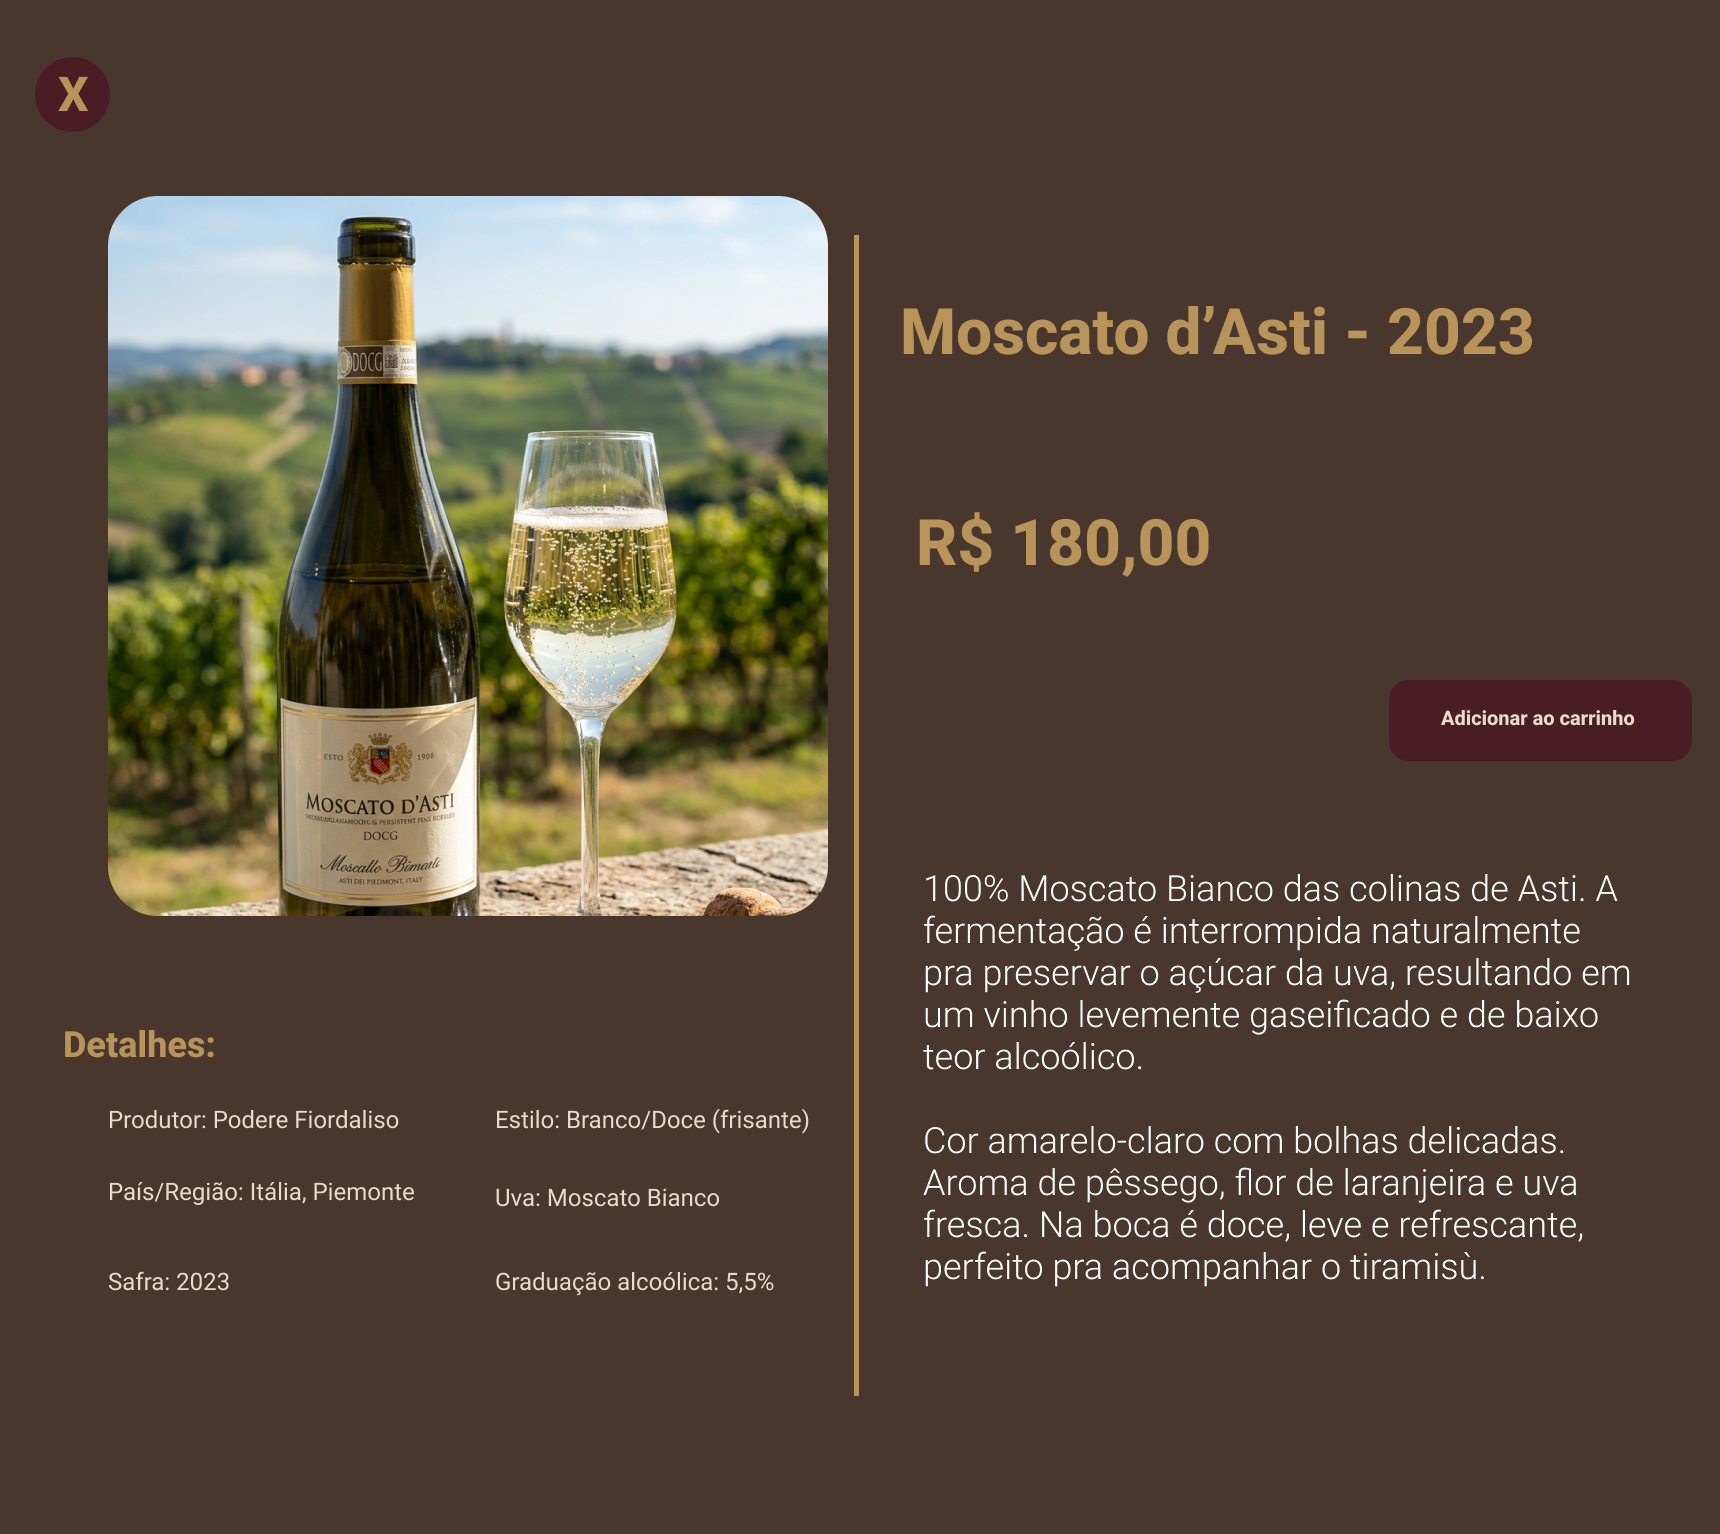 X
DOCG
ESTO 1906
MOSCATO D'ASTI
DOCG
Moscallo Bimatli
ASTI DEI PIEDMONT, ITALY
Detalhes:
Produtor: Podere Fiordaliso
Estilo: Branco/Doce (frisante)
País/Região: Itália, Piemonte
Uva: Moscato Bianco
Safra: 2023
Graduação alcoólica: 5,5%
Moscato d’Asti - 2023
R$ 180,00
Adicionar ao carrinho
100% Moscato Bianco das colinas de Asti. A
fermentação é interrompida naturalmente
pra preservar o açúcar da uva, resultando em
um vinho levemente gaseificado e de baixo
teor alcoólico.
Cor amarelo-claro com bolhas delicadas.
Aroma de pêssego, flor de laranjeira e uva
fresca. Na boca é doce, leve e refrescante,
perfeito pra acompanhar o tiramisù.